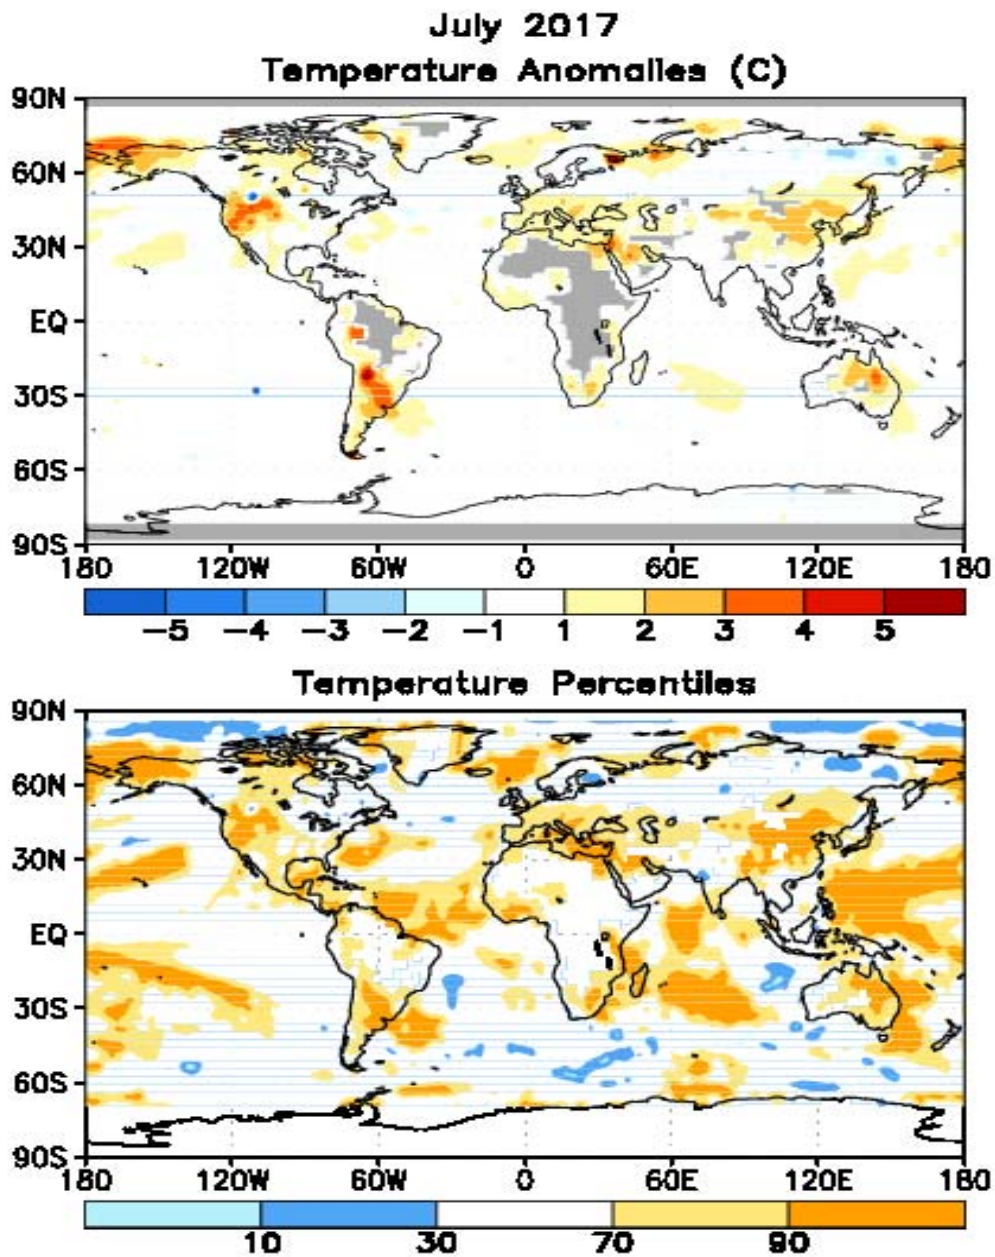 July 2017
Temperature Anomalies (C)
90N
60N
30N
EQ
30S
60S
90S
180 120W 60W 0 60E 120E 180
−5 −4 −3 −2 −1 1 2 3 4 5
Temperature Percentiles
90N
60N
30N
EQ
30S
60S
90S
180 120W 60W 0 60E 120E 180
10 30 70 90